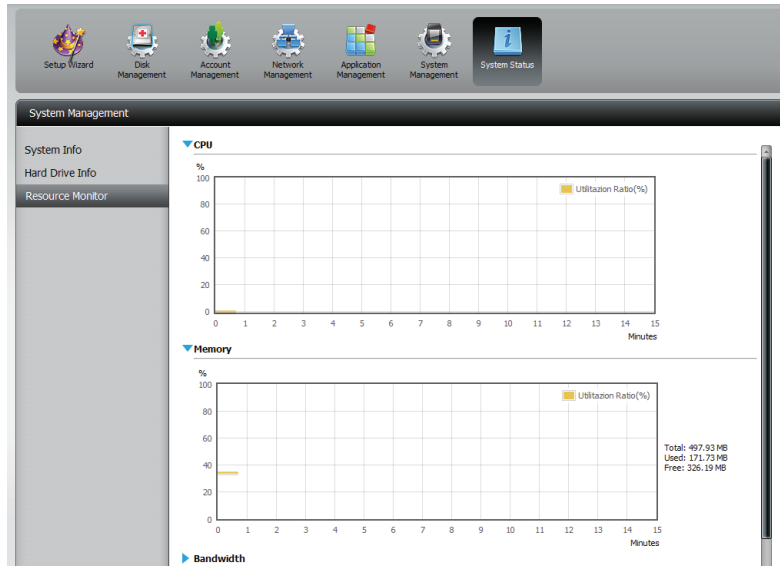 Setup Wizard
Disk Management
Account Management
Network Management
Application Management
System Management
System Status
System Management
System Info
Hard Drive Info
Resource Monitor
CPU
%
Utilitazion Ratio(%)
100
80
60
40
20
0
0 1 2 3 4 5 6 7 8 9 10 11 12 13 14 15
Minutes
Memory
%
Utilitazion Ratio(%)
100
80
60
40
20
0
Total: 497.93 MB
Used: 171.73 MB
Free: 326.19 MB
0 1 2 3 4 5 6 7 8 9 10 11 12 13 14 15
Minutes
Bandwidth